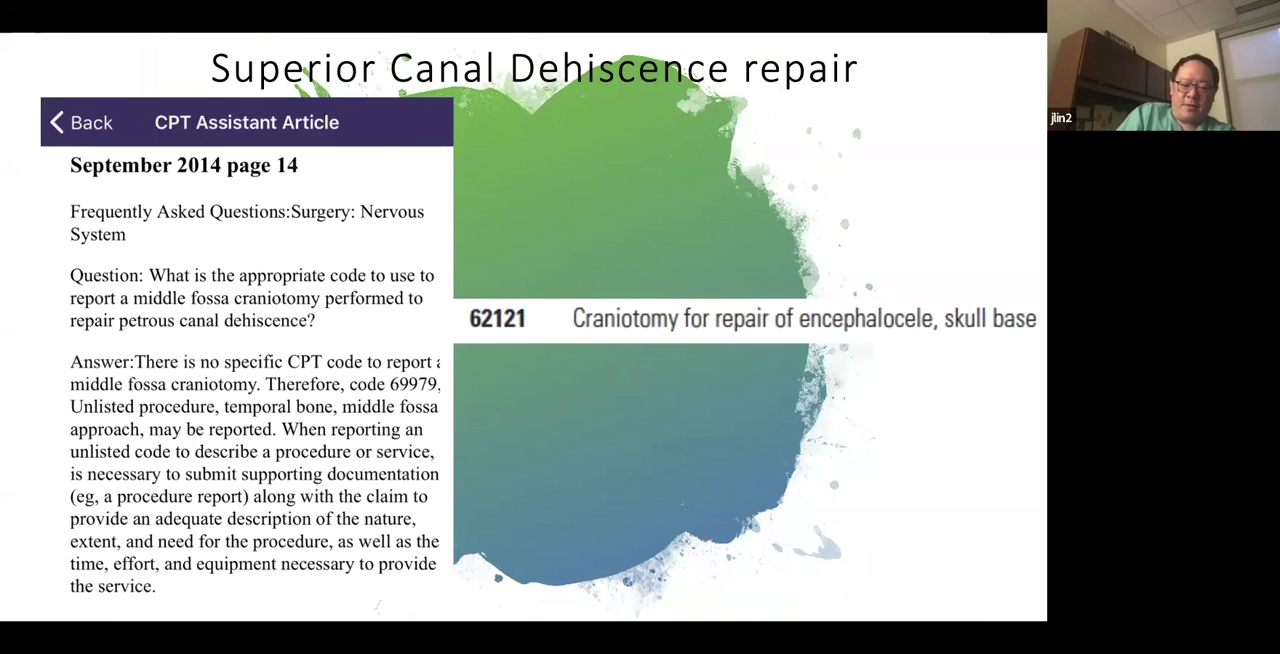 Superior Canal Dehiscence repair
Back
CPT Assistant Article
September 2014 page 14
Frequently Asked Questions:Surgery: Nervous
System
Question: What is the appropriate code to use to
report a middle fossa craniotomy performed to
repair petrous canal dehiscence?
Answer:There is no specific CPT code to report
middle fossa craniotomy. Therefore, code 69979,
Unlisted procedure, temporal bone, middle fossa
approach, may be reported. When reporting an
unlisted code to describe a procedure or service,
is necessary to submit supporting documentation
(eg, a procedure report) along with the claim to
provide an adequate description of the nature,
extent, and need for the procedure, as well as the
time, effort, and equipment necessary to provide
the service.
62121 Craniotomy for repair of encephalocele, skull base
jlin2